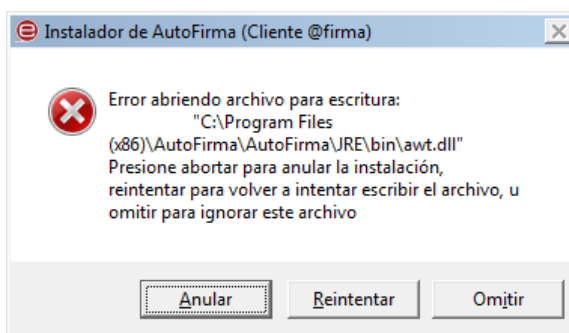 Instalador de AutoFirma (Cliente @firma)
Error abriendo archivo para escritura:
"C:\Program Files
(x86)\AutoFirma\AutoFirma\JRE\bin\awt.dll"
Presione abortar para anular la instalación,
reintentar para volver a intentar escribir el archivo, u
omitir para ignorar este archivo
Anular
Reintentar
Omitir